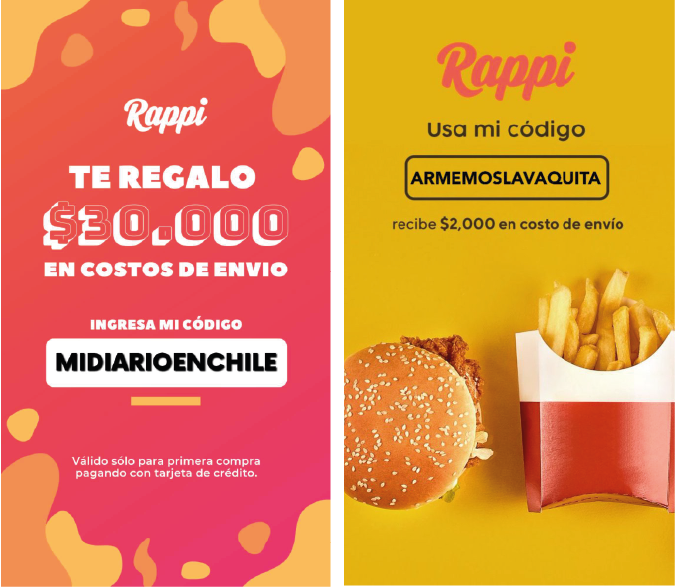 Rappi
TE REGALO
$30.000
EN COSTOS DE ENVIO
INGRESA MI CÓDIGO
MIDIARIOENCHILE
Válido sólo para primera compra
pagando con tarjeta de crédito.
Rappi
Usa mi código
ARMEMOSLAVAQUITA
recibe $2,000 en costo de envío